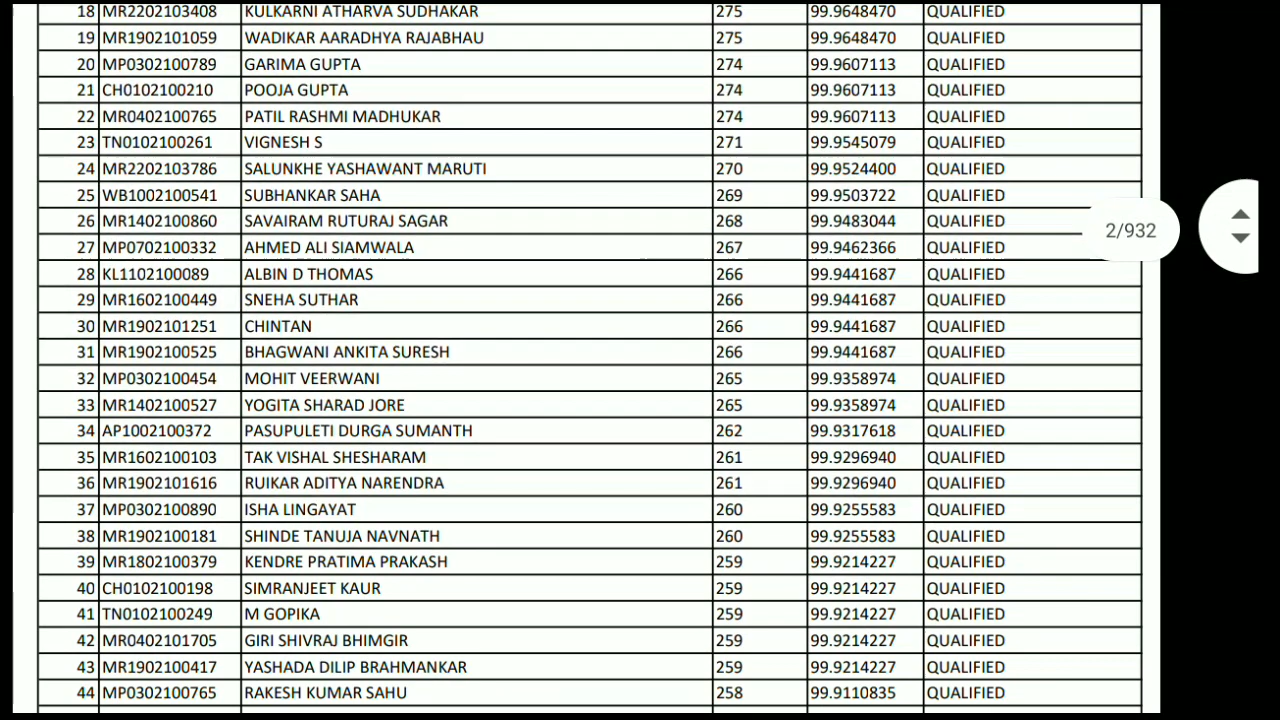 18 MR2202103408 KULKARNI ATHARVA SUDHAKAR 275 99.9648470 QUALIFIED
19 MR1902101059 WADIKAR AARADHYA RAJABHAU 275 99.9648470 QUALIFIED
20 MP0302100789 GARIMA GUPTA 274 99.9607113 QUALIFIED
21 CH0102100210 POOJA GUPTA 274 99.9607113 QUALIFIED
22 MR0402100765 PATIL RASHMI MADHUKAR 274 99.9607113 QUALIFIED
23 TN0102100261 VIGNESH S 271 99.9545079 QUALIFIED
24 MR2202103786 SALUNKHE YASHAWANT MARUTI 270 99.9524400 QUALIFIED
25 WB1002100541 SUBHANKAR SAHA 269 99.9503722 QUALIFIED
26 MR1402100860 SAVAIRAM RUTURAJ SAGAR 268 99.9483044 QUALIFIED
2/932
27 MP0702100332 AHMED ALI SIAMWALA 267 99.9462366 QUALIFIED
28 KL1102100089 ALBIN D THOMAS 266 99.9441687 QUALIFIED
29 MR1602100449 SNEHA SUTHAR 266 99.9441687 QUALIFIED
30 MR1902101251 CHINTAN 266 99.9441687 QUALIFIED
31 MR1902100525 BHAGWANI ANKITA SURESH 266 99.9441687 QUALIFIED
32 MP0302100454 MOHIT VEERWANI 265 99.9358974 QUALIFIED
33 MR1402100527 YOGITA SHARAD JORE 265 99.9358974 QUALIFIED
34 AP1002100372 PASUPULETI DURGA SUMANTH 262 99.9317618 QUALIFIED
35 MR1602100103 TAK VISHAL SHESHARAM 261 99.9296940 QUALIFIED
36 MR1902101616 RUIKAR ADITYA NARENDRA 261 99.9296940 QUALIFIED
37 MP0302100890 ISHA LINGAYAT 260 99.9255583 QUALIFIED
38 MR1902100181 SHINDE TANUJA NAVNATH 260 99.9255583 QUALIFIED
39 MR1802100379 KENDRE PRATIMA PRAKASH 259 99.9214227 QUALIFIED
40 CH0102100198 SIMRANJEET KAUR 259 99.9214227 QUALIFIED
41 TN0102100249 M GOPIKA 259 99.9214227 QUALIFIED
42 MR0402101705 GIRI SHIVRAJ BHIMGIR 259 99.9214227 QUALIFIED
43 MR1902100417 YASHADA DILIP BRAHMANKAR 259 99.9214227 QUALIFIED
44 MP0302100765 RAKESH KUMAR SAHU 258 99.9110835 QUALIFIED